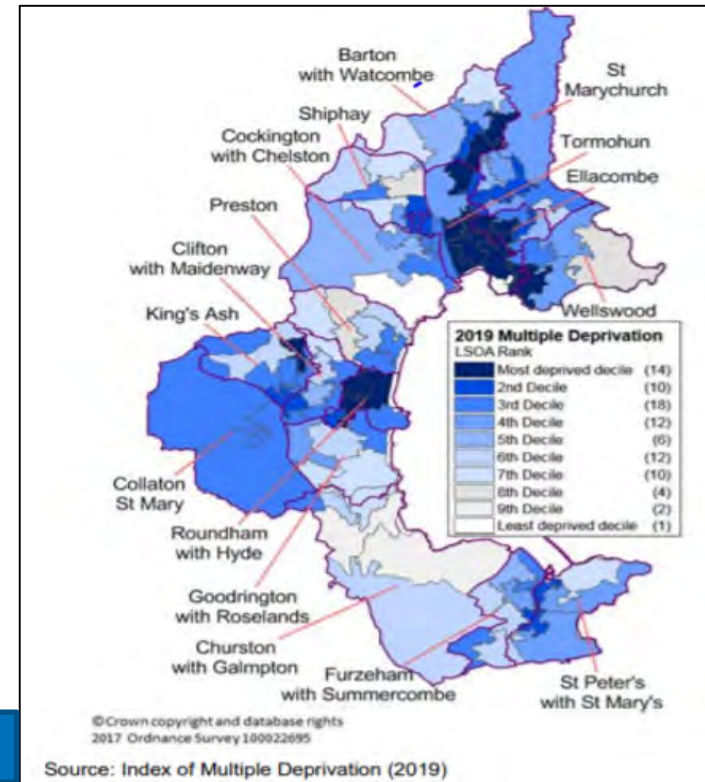 Barton
with Watcombe
St
Marychurch
Shiphay
Cockington
with Chelston
Tormohun
Ellacombe
Preston
Clifton
with Maidenway
King's Ash
Wellswood
2019 Multiple Deprivation
LSOA Rank
Most deprived decile (14)
2nd Decile (10)
3rd Decile (18)
4th Decile (12)
5th Decile (6)
6th Decile (12)
7th Decile (10)
8th Decile (4)
9th Decile (2)
Least deprived decile (1)
Collaton
St Mary
Roundham
with Hyde
Goodrington
with Roselands
Churston
with Galmpton
Furzeham
with Summercombe
St Peter's
with St Mary's
©Crown copyright and database rights
2017 Ordnance Survey 100022695
Source: Index of Multiple Deprivation (2019)